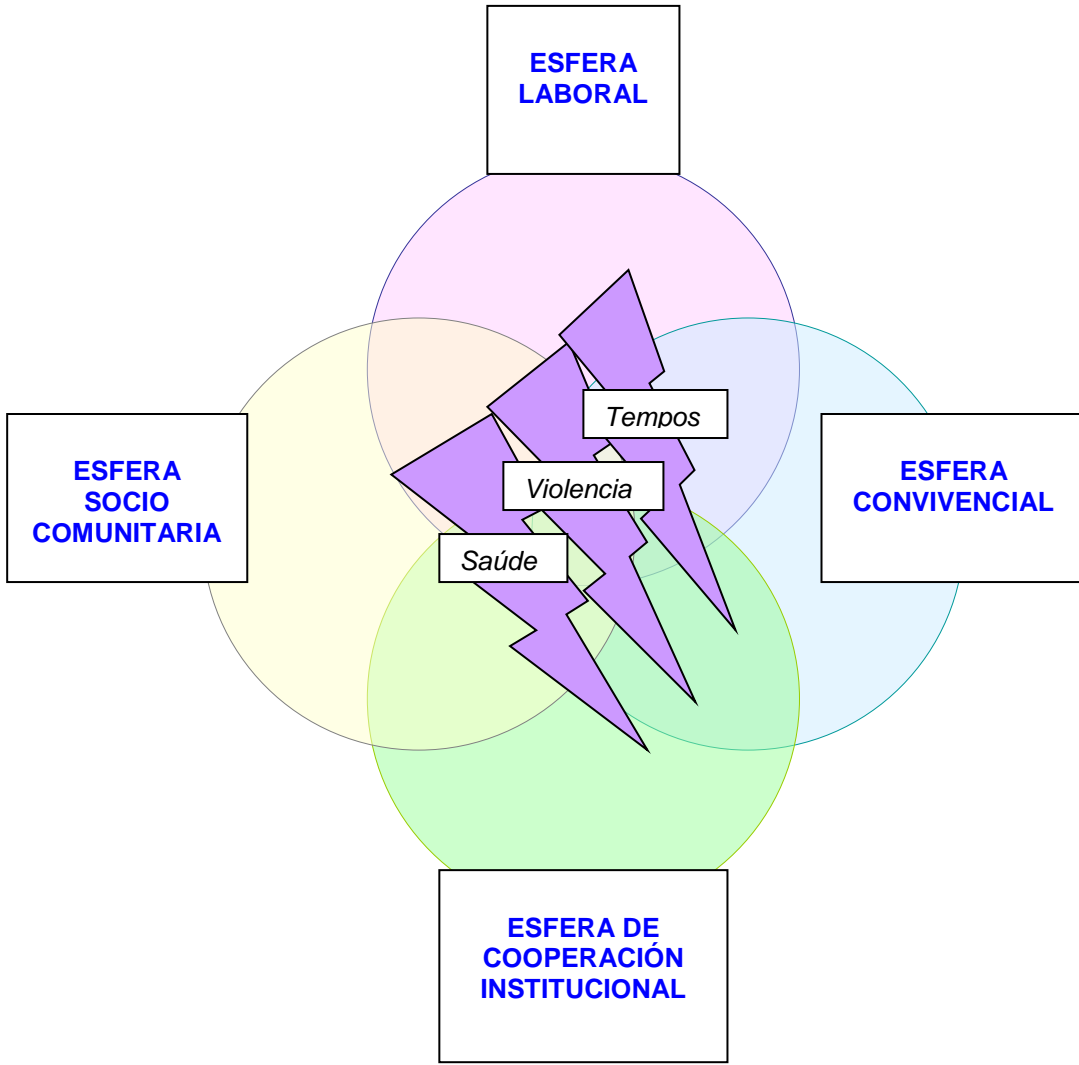 ESFERA
LABORAL
Tempos
ESFERA
SOCIO
COMUNITARIA
ESFERA
CONVIVENCIAL
Violencia
Saúde
ESFERA DE
COOPERACIÓN
INSTITUCIONAL